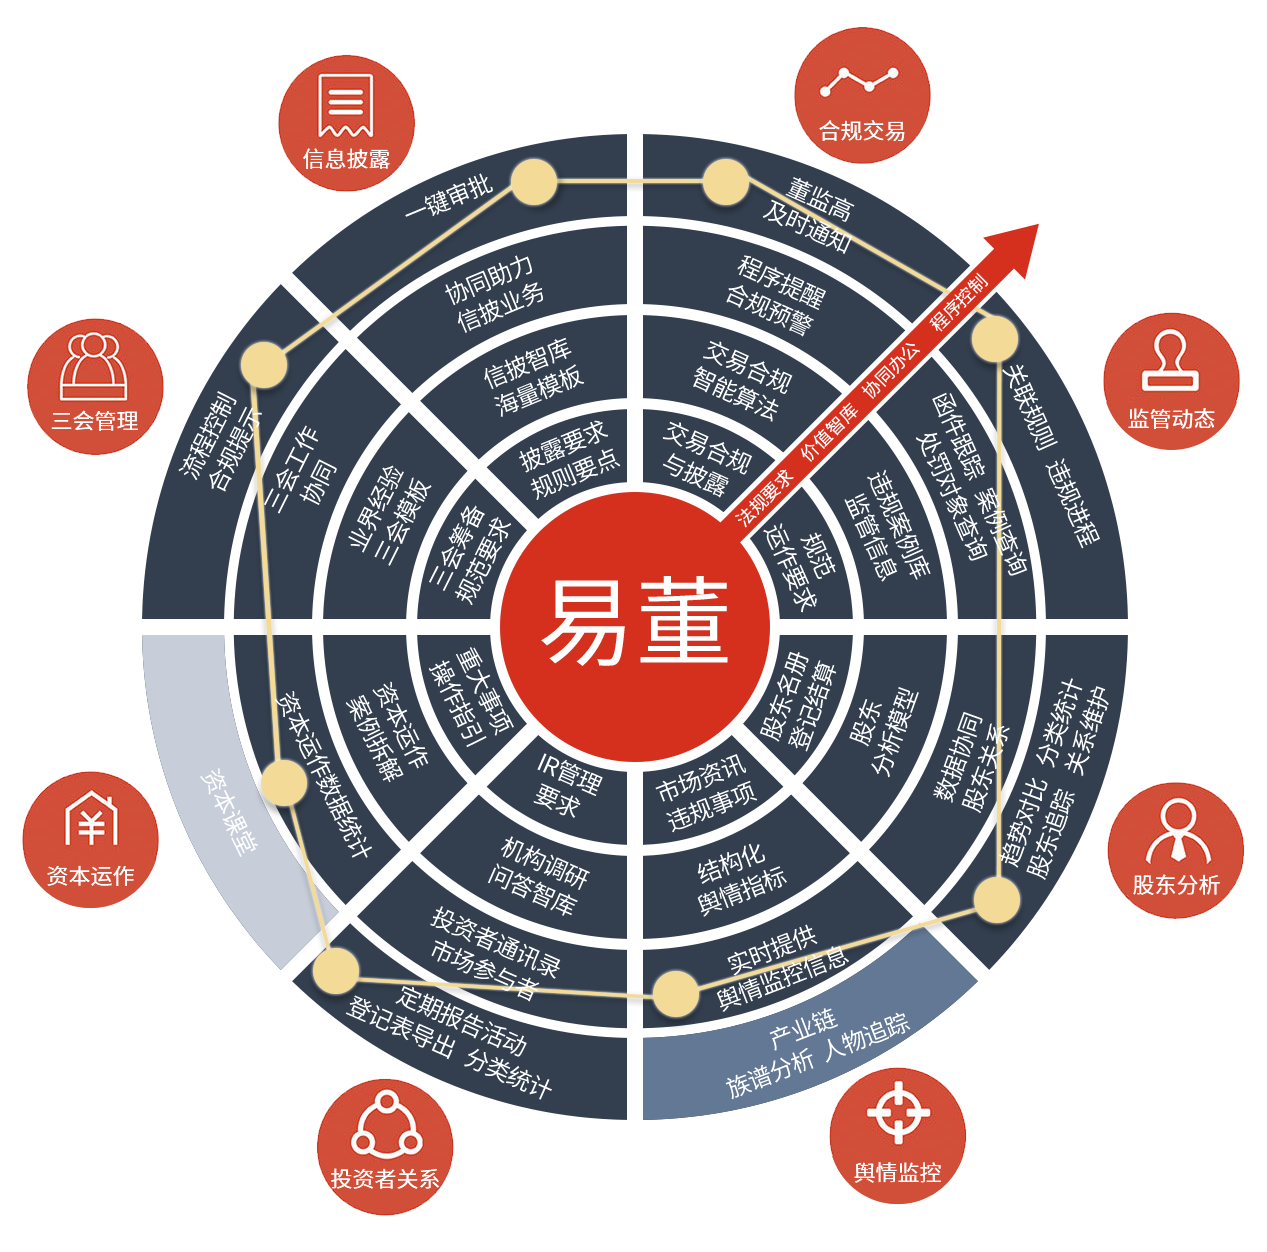 易董
法规要求 价值智库 协同办公 程序控制
合规交易
董监高
及时通知
程序提醒
合规预警
交易合规
智能算法
交易合规
与披露
监管动态
关联规则 违规进程
函件跟踪 案例查询
处罚对象查询
违规案例库
监管信息
规范
运作要求
股东分析
趋势对比 分类统计
股东追踪 关系维护
数据协同
股东关系
股东
分析模型
股东名册
登记结算
舆情监控
产业链
族谱分析 人物追踪
实时提供
舆情监控信息
结构化
舆情指标
市场资讯
违规事项
投资者关系
定期报告活动
登记表导出 分类统计
投资者通讯录
市场参与者
机构调研
问答智库
IR管理
要求
资本运作
资本课堂
资本运作数据统计
资本运作
案例拆解
重大事项
操作指引
三会管理
流程控制
合规提示
三会工作
协同
业界经验
三会模板
三会筹备
规范要求
信息披露
一键审批
协同助力
信披业务
信披智库
海量模板
披露要求
规则要点